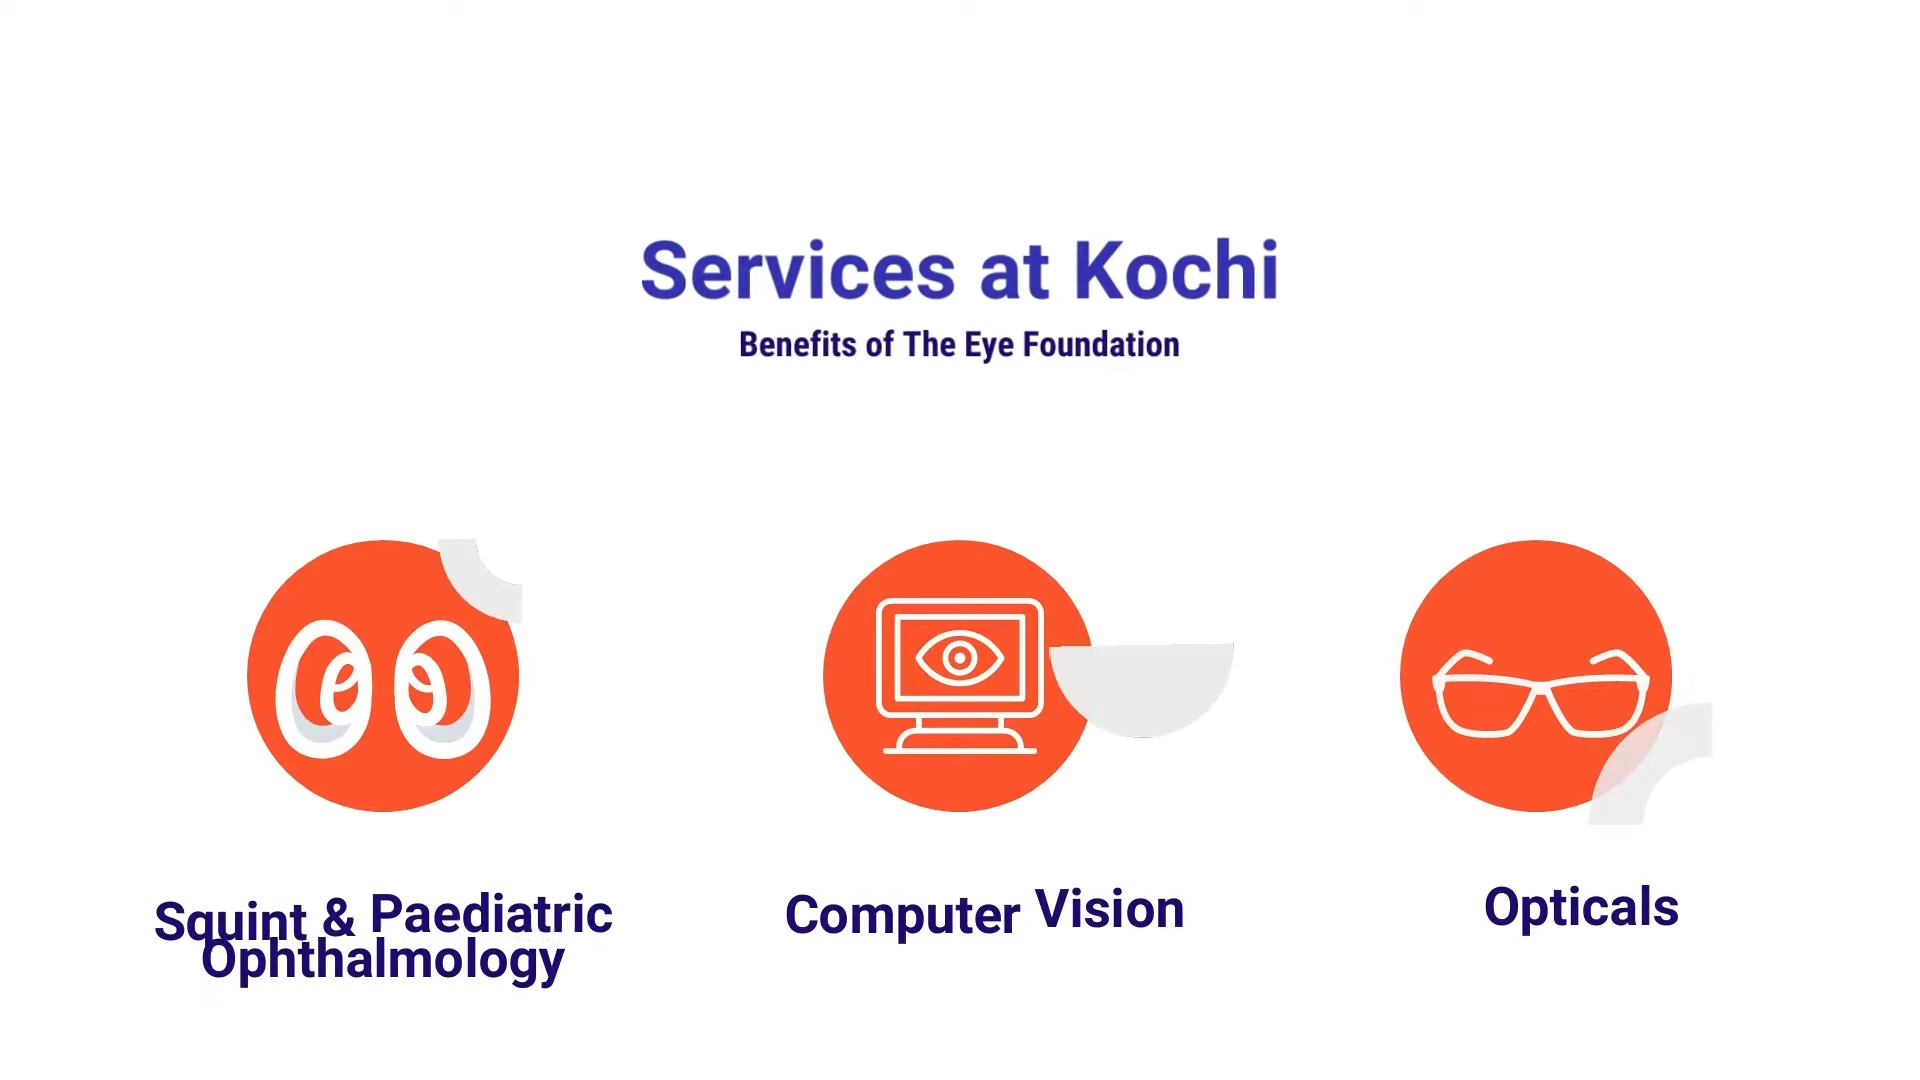 Services at Kochi
Benefits of The Eye Foundation
Squint & Paediatric
Ophthalmology
Computer Vision
Opticals